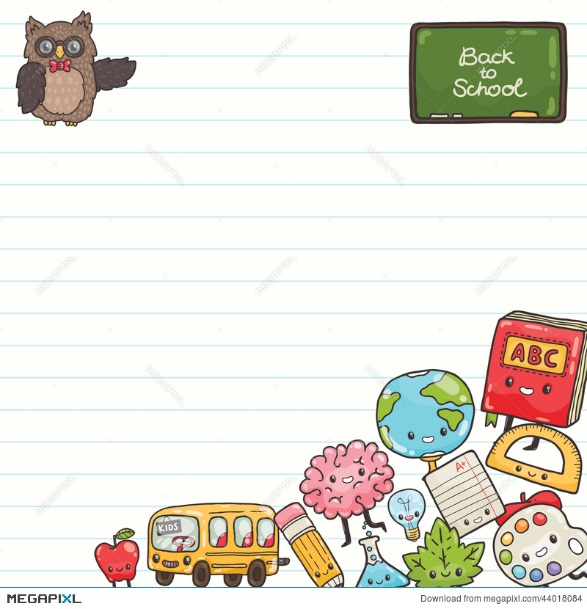 Back
to
School
ABC
A+
KIDS
MEGAPIXL
Download from megapixl.com/44018084